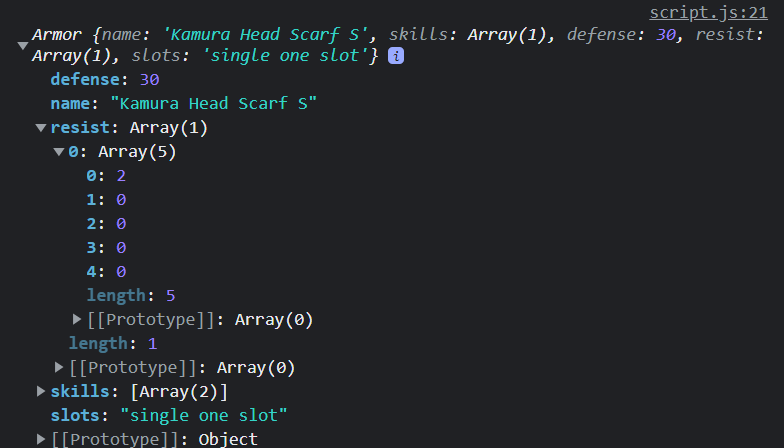 script.js:21
Armor {name: 'Kamura Head Scarf S', skills: Array(1), defense: 30, resist:
Array(1), slots: 'single one slot'} i
defense: 30
name: "Kamura Head Scarf S"
resist: Array(1)
0: Array(5)
0: 2
1: 0
2: 0
3: 0
4: 0
length: 5
[[Prototype]]: Array(0)
length: 1
[[Prototype]]: Array(0)
skills: [Array(2)]
slots: "single one slot"
[[Prototype]]: Object